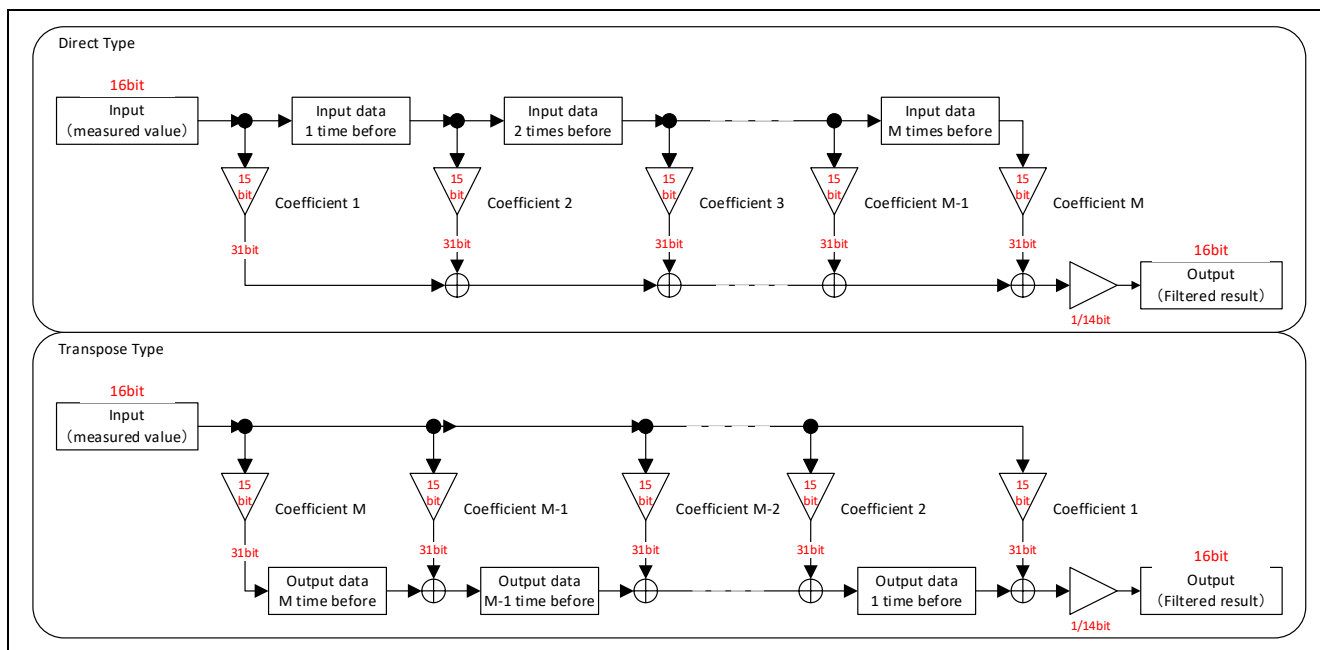 Direct Type
16bit
Input
（measured value）
Input data
1 time before
Input data
2 times before
Input data
M times before
15
bit
Coefficient 1
15
bit
Coefficient 2
15
bit
Coefficient 3
15
bit
Coefficient M-1
15
bit
Coefficient M
31bit
31bit
31bit
31bit
31bit
16bit
Output
（Filtered result）
1/14bit
Transpose Type
16bit
Input
（measured value）
15
bit
Coefficient M
15
bit
Coefficient M-1
15
bit
Coefficient M-2
15
bit
Coefficient 2
15
bit
Coefficient 1
31bit
31bit
31bit
31bit
31bit
Output data
M time before
Output data
M-1 time before
Output data
1 time before
16bit
Output
（Filtered result）
1/14bit